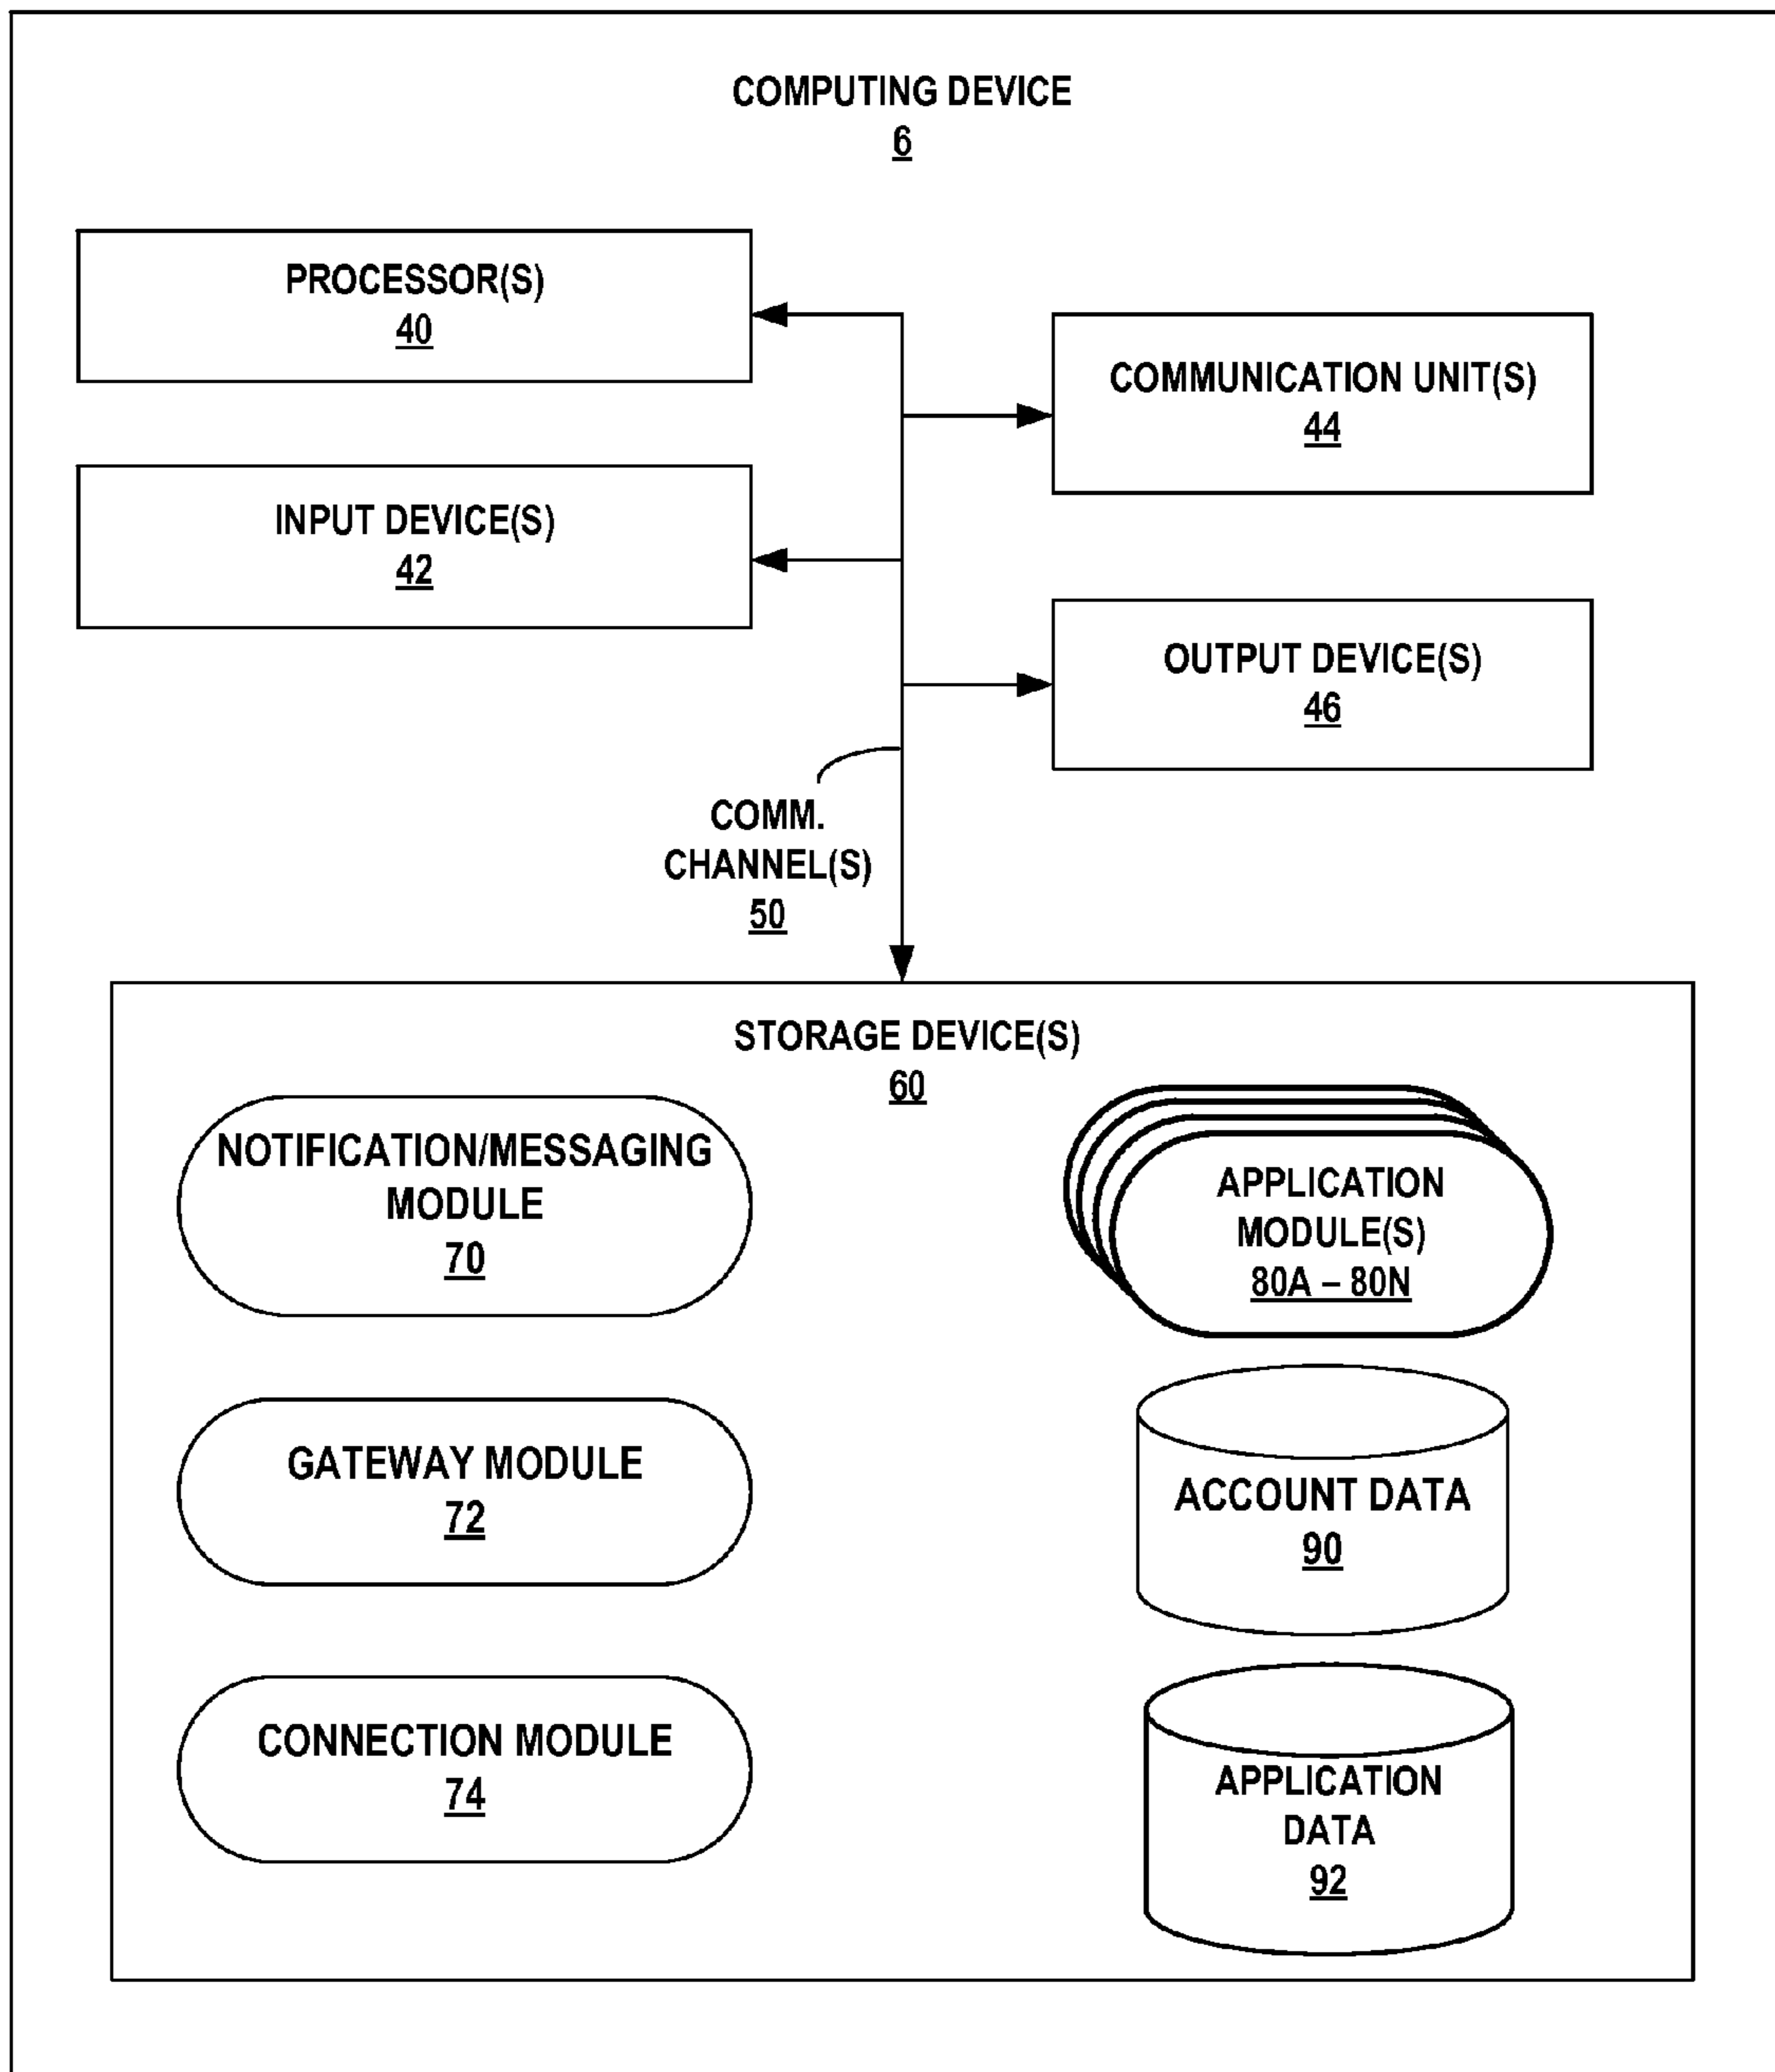 COMPUTING DEVICE
6
PROCESSOR(S)
40
COMMUNICATION UNIT(S)
44
INPUT DEVICE(S)
42
OUTPUT DEVICE(S)
46
COMM.
CHANNEL(S)
50
STORAGE DEVICE(S)
60
NOTIFICATION/MESSAGING
MODULE
70
APPLICATION
MODULE(S)
80A – 80N
GATEWAY MODULE
72
ACCOUNT DATA
90
CONNECTION MODULE
74
APPLICATION
DATA
92